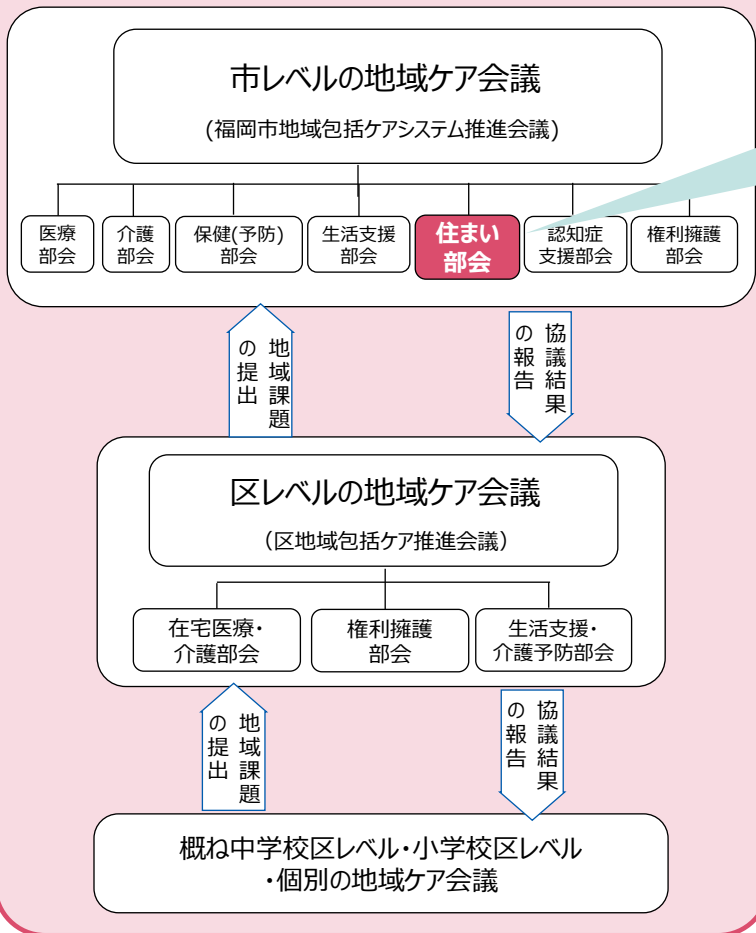 市レベルの地域ケア会議
(福岡市地域包括ケアシステム推進会議)
医療
部会
介護
部会
保健(予防)
部会
生活支援
部会
住まい
部会
認知症
支援部会
権利擁護
部会
地域課題
の提出
協議結果
の報告
区レベルの地域ケア会議
(区地域包括ケア推進会議)
在宅医療・
介護部会
権利擁護
部会
生活支援・
介護予防部会
地域課題
の提出
協議結果
の報告
概ね中学校区レベル・小学校区レベル
・個別の地域ケア会議